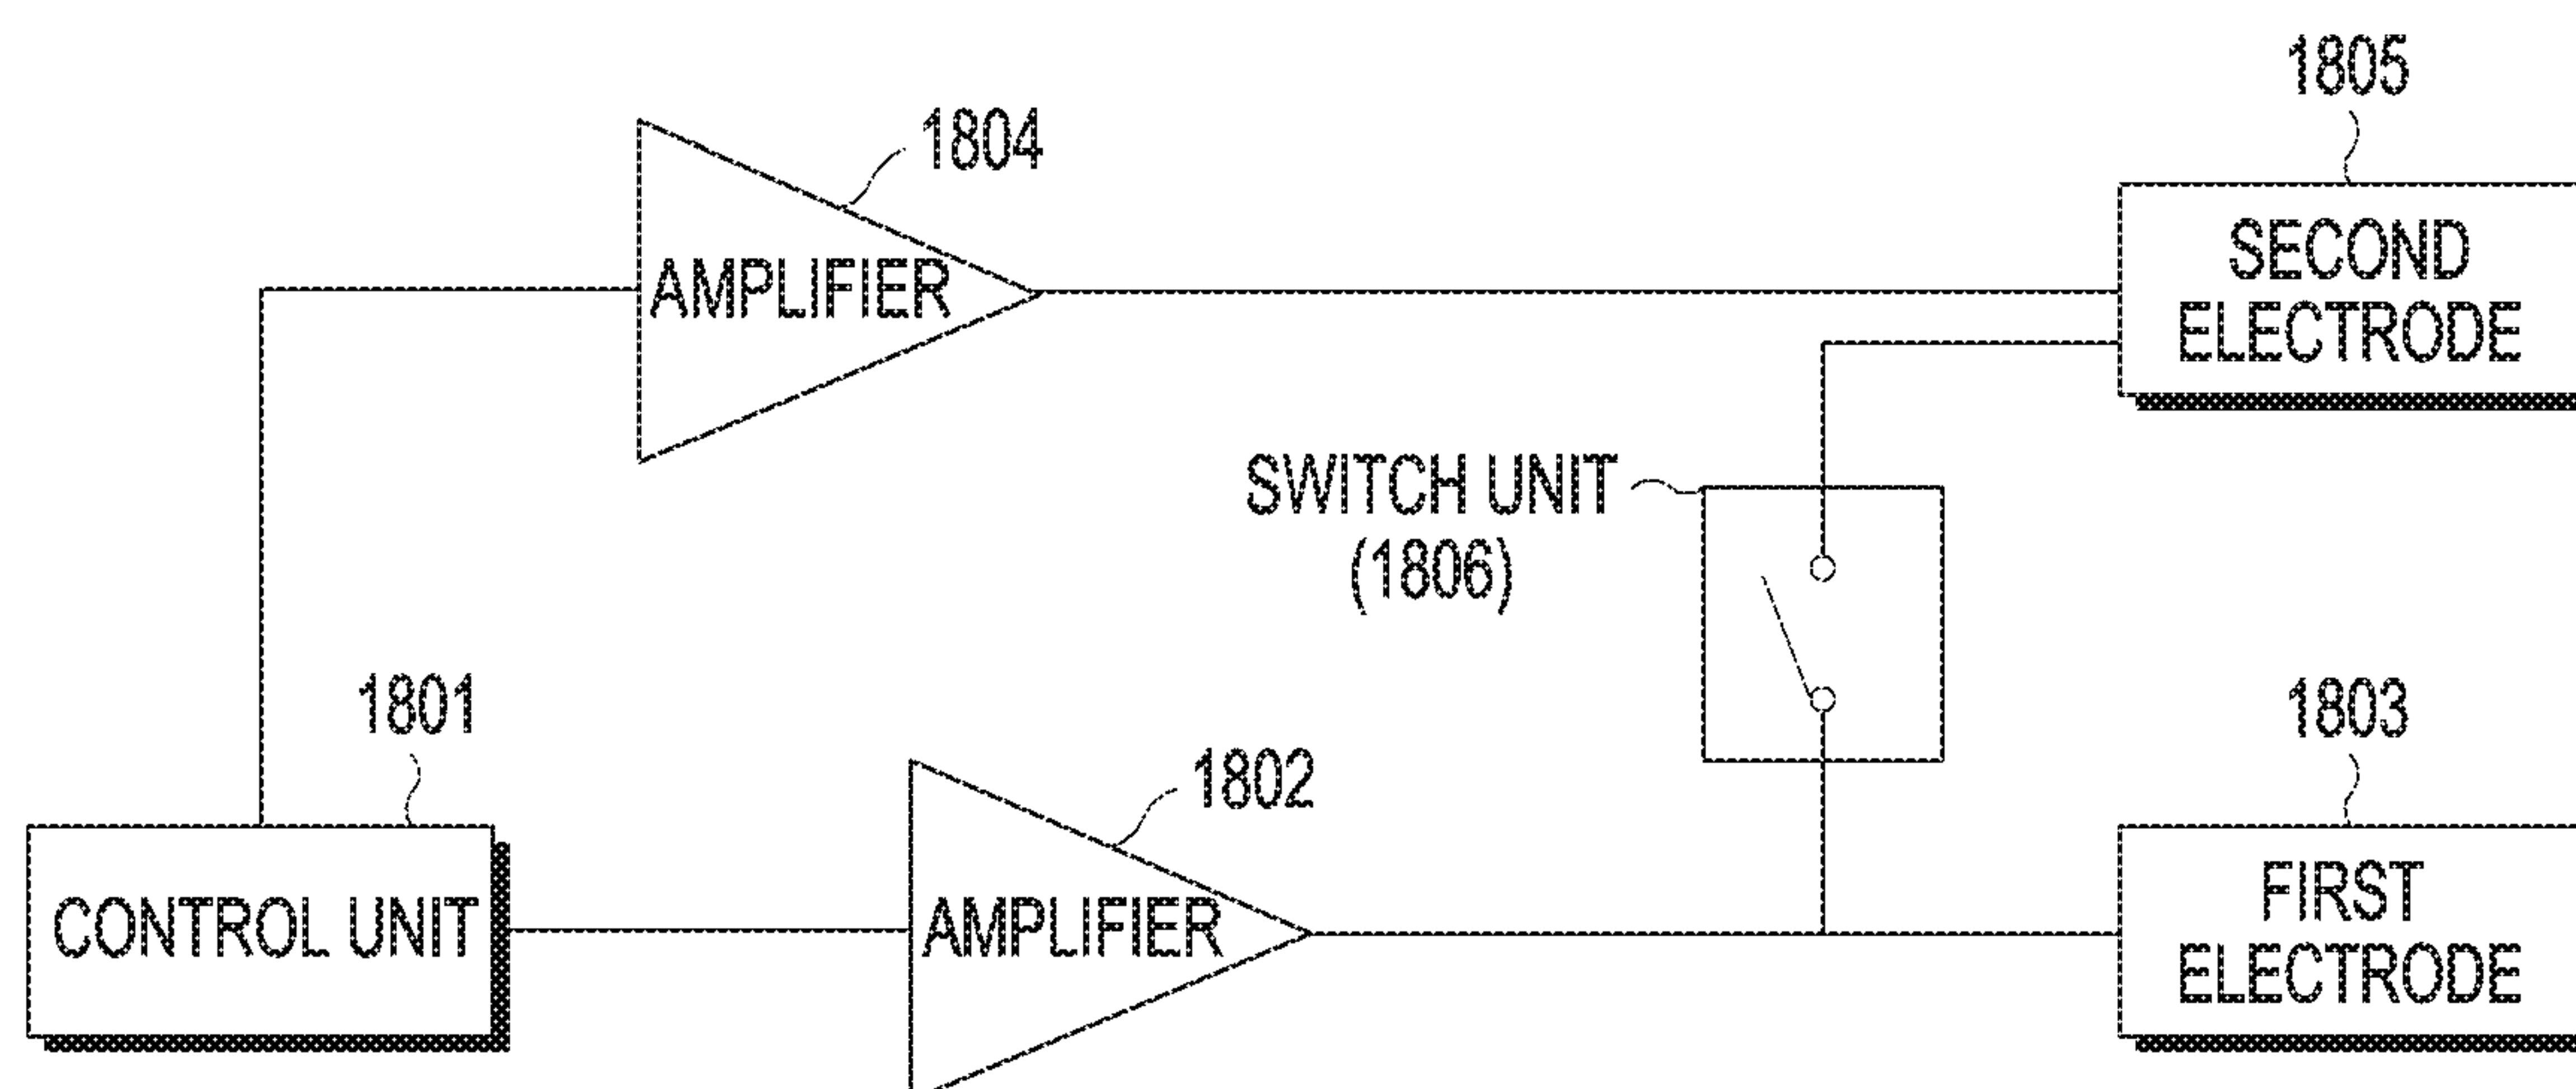 1805
1804
SECOND
ELECTRODE
AMPLIFIER
SWITCH UNIT
(1806)
1801
1803
1802
CONTROL UNIT
AMPLIFIER
FIRST
ELECTRODE